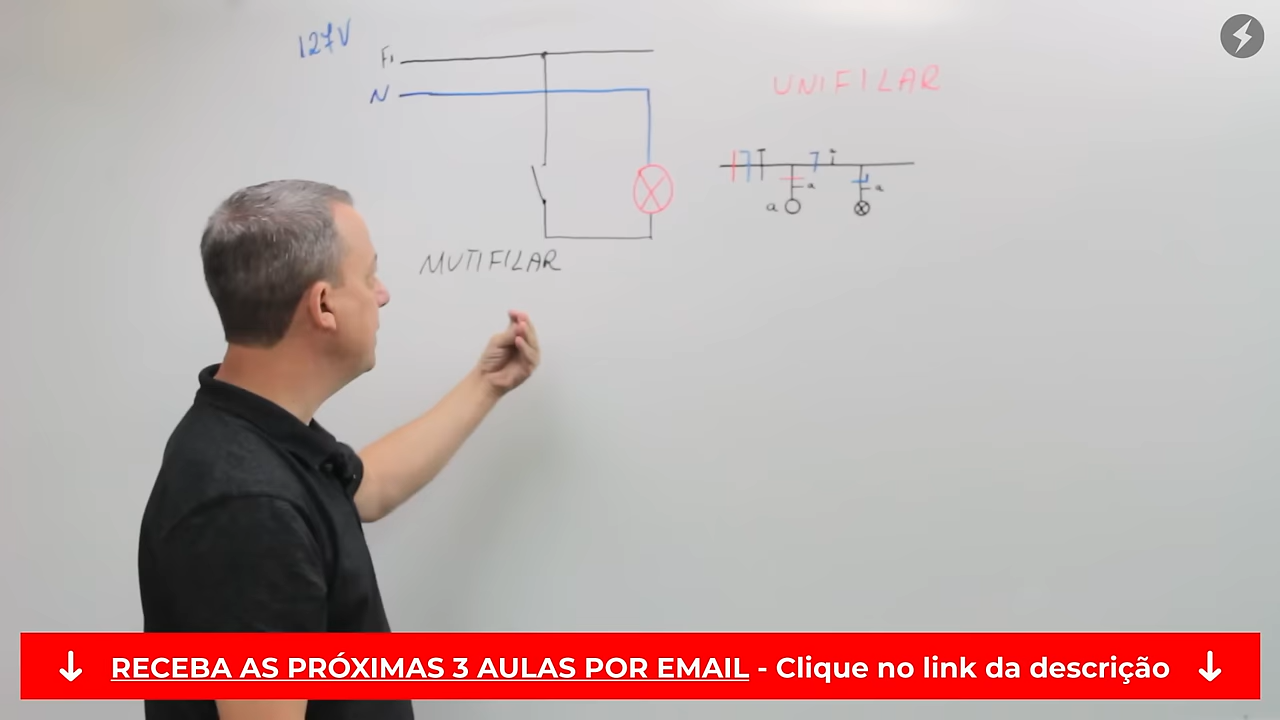 127V
F1
N
UNIFILAR
a
a
a
MUTIFILAR
↓ RECEBA AS PRÓXIMAS 3 AULAS POR EMAIL - Clique no link da descrição ↓